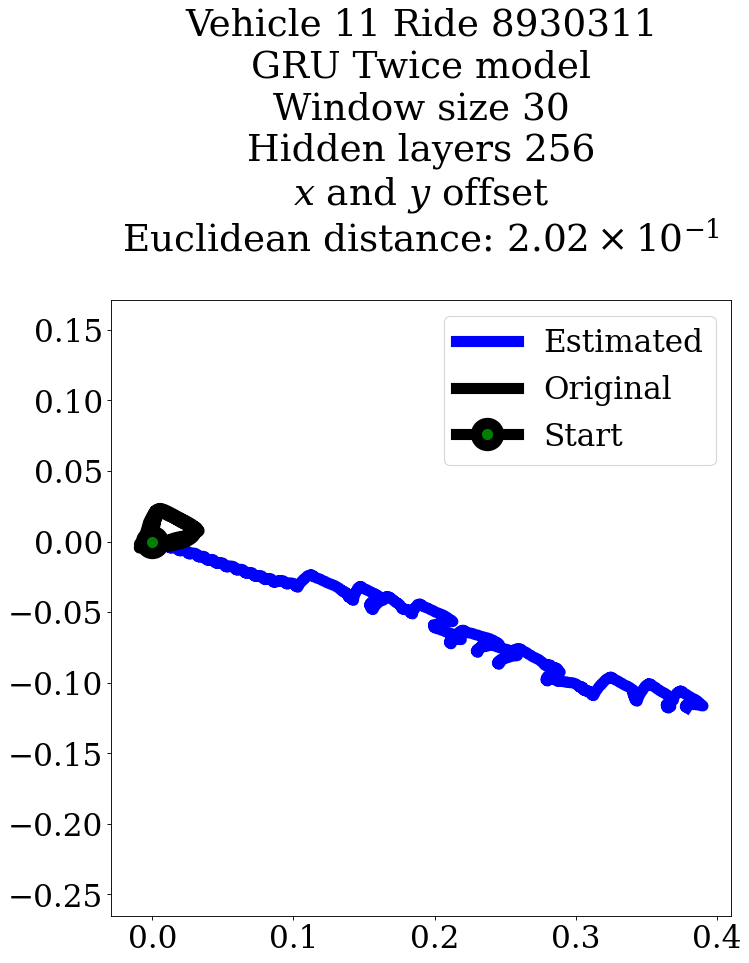 Vehicle 11 Ride 8930311
GRU Twice model
Window size 30
Hidden layers 256
x and y offset
Euclidean distance: 2.02 × 10⁻¹
Estimated
Original
Start
0.15
0.10
0.05
0.00
−0.05
−0.10
−0.15
−0.20
−0.25
0.0 0.1 0.2 0.3 0.4